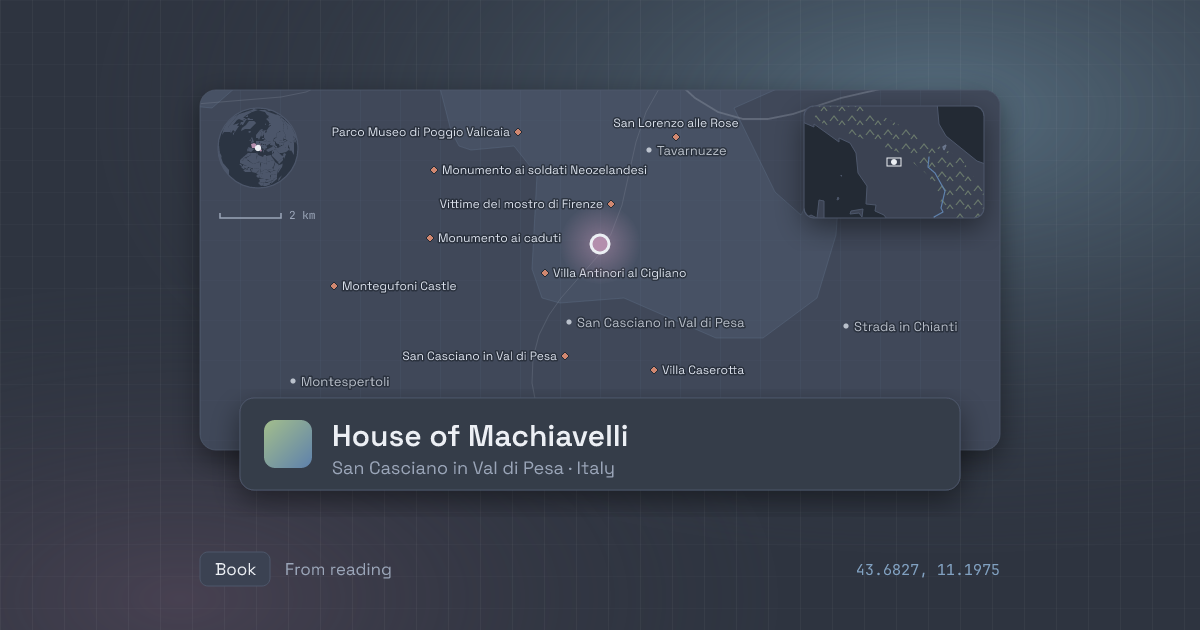 San Lorenzo alle Rose
Parco Museo di Poggio Valicaia
Tavarnuzze
Monumento ai soldati Neozelandesi
Vittime del mostro di Firenze
2 km
Monumento ai caduti
Villa Antinori al Cigliano
Montegufoni Castle
San Casciano in Val di Pesa
Strada in Chianti
San Casciano in Val di Pesa
Villa Caserotta
Montespertoli
House of Machiavelli
San Casciano in Val di Pesa · Italy
Book
From reading
43.6827, 11.1975